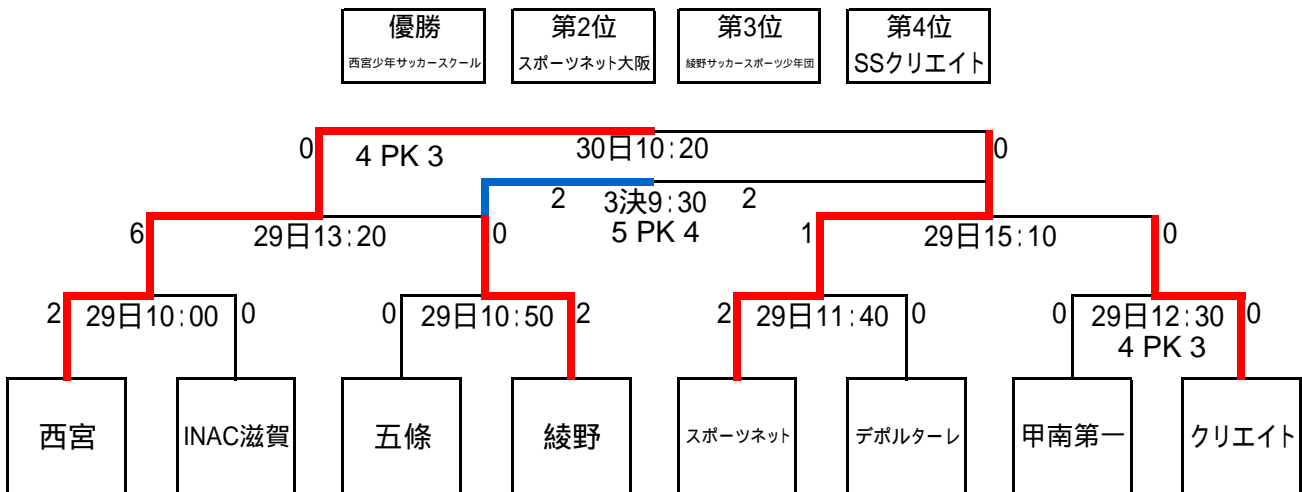 優勝 第2位 第3位 第4位
西宮少年サッカースクール スポーツネット大阪 綾野サッカースポーツ少年団 SSクリエイト
0 4 PK 3 30日10:20 0
2 3決9:30 2
6 29日13:20 0 5 PK 4 1 29日15:10 0
2 29日10:00 0 0 29日10:50 2 2 29日11:40 0 0 29日12:30 0
4 PK 3
西宮 INAC滋賀 五條 綾野 スポーツネット デポルターレ 甲南第一 クリエイト